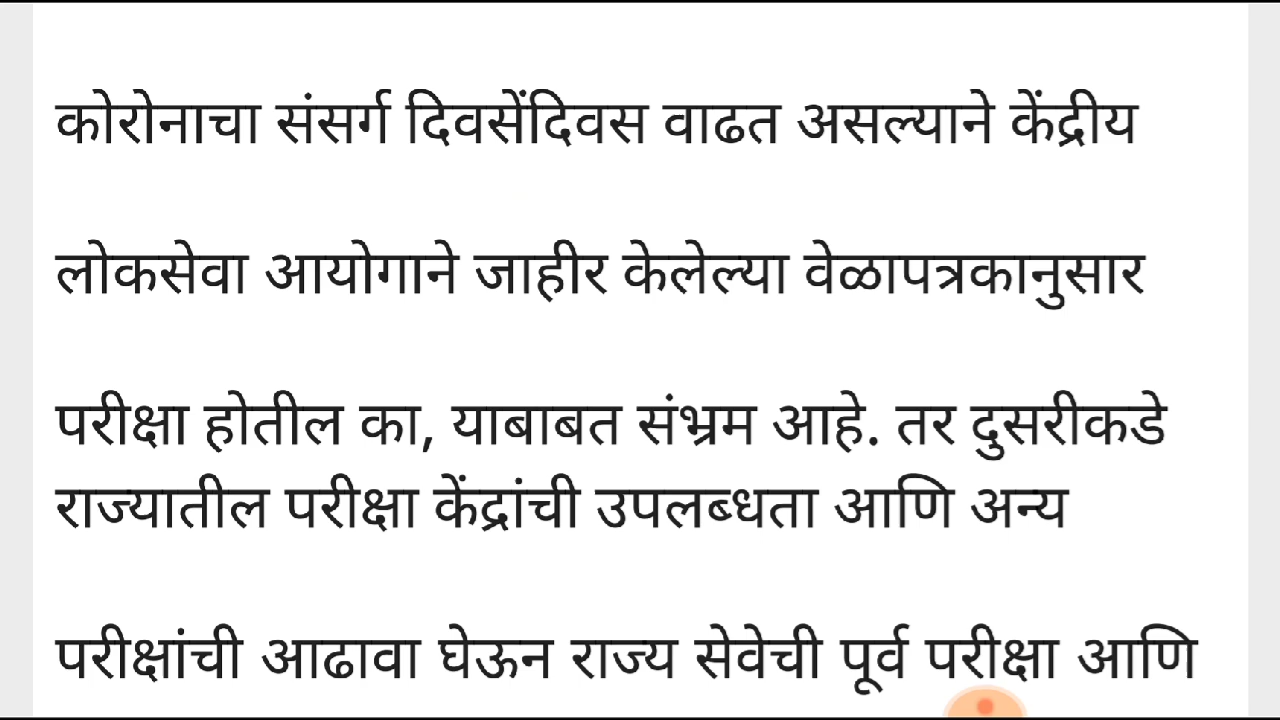 कोरोनाचा संसर्ग दिवसेंदिवस वाढत असल्याने केंद्रीय
लोकसेवा आयोगाने जाहीर केलेल्या वेळापत्रकानुसार
परीक्षा होतील का, याबाबत संभ्रम आहे. तर दुसरीकडे
राज्यातील परीक्षा केंद्रांची उपलब्धता आणि अन्य
परीक्षांची आढावा घेऊन राज्य सेवेची पूर्व परीक्षा आणि